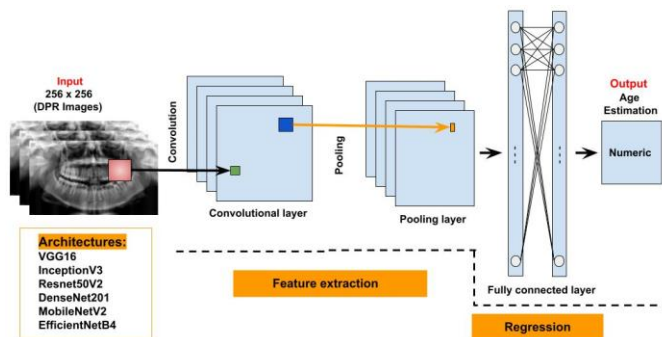 Input
256 x 256
(DPR Images)
Convolution
Convolutional layer
Pooling
Pooling layer
Fully connected layer
Output
Age
Estimation
Numeric
Architectures:
VGG16
InceptionV3
Resnet50V2
DenseNet201
MobileNetV2
EfficientNetB4
Feature extraction
Regression